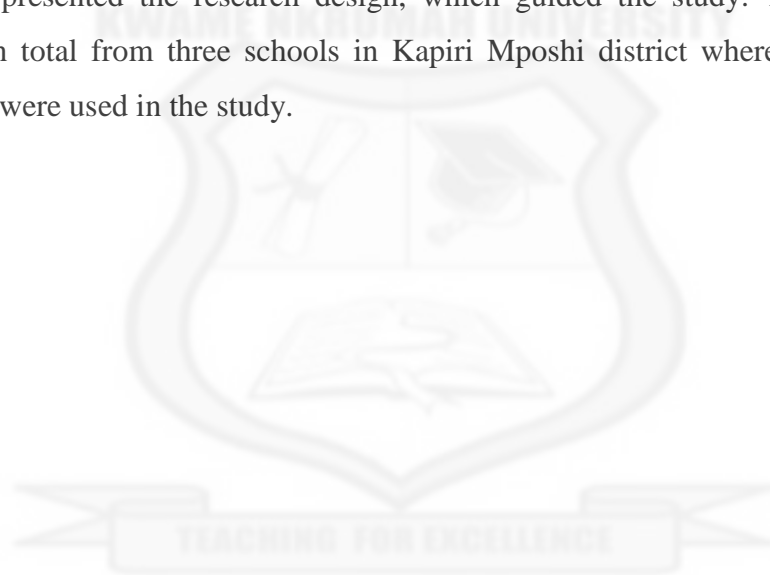 presented the research design, which guided the study.
KWAME NKRUMAH UNIVERSITY
total from three schools in Kapiri Mposhi district where
were used in the study.
TEACHING FOR EXCELLENCE